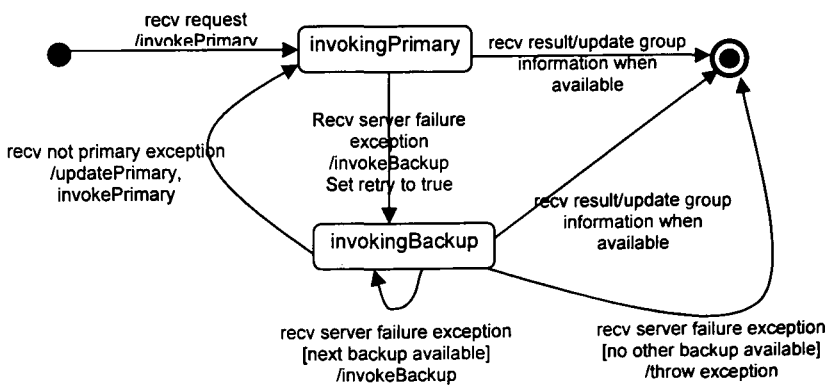 recv request
/invokePrimary
invokingPrimary
recv result/update group
information when
available
Recv server failure
exception
/invokeBackup
Set retry to true
recv not primary exception
/updatePrimary,
invokePrimary
recv result/update group
information when
available
invokingBackup
recv server failure exception
[next backup available]
/invokeBackup
recv server failure exception
[no other backup available]
/throw exception